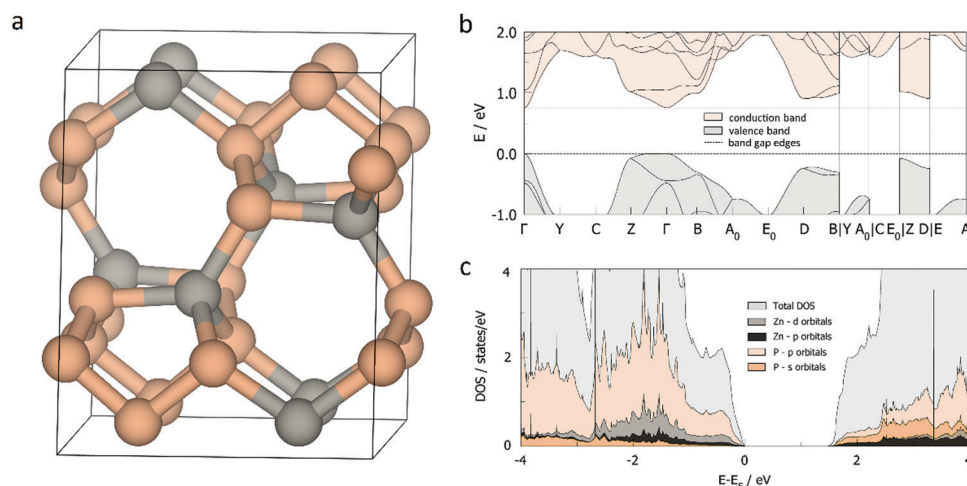 a
b
2.0
1.0
0.0
-1.0
E / eV
conduction band
valence band
band gap edges
Γ Y C Z Γ B A₀ E₀ D B|Y A₀|C E₀|Z D|E A
c
4
2
0
DOS / states/eV
Total DOS
Zn - d orbitals
Zn - p orbitals
P - p orbitals
P - s orbitals
-4 -2 0 2 4
E-E_F / eV